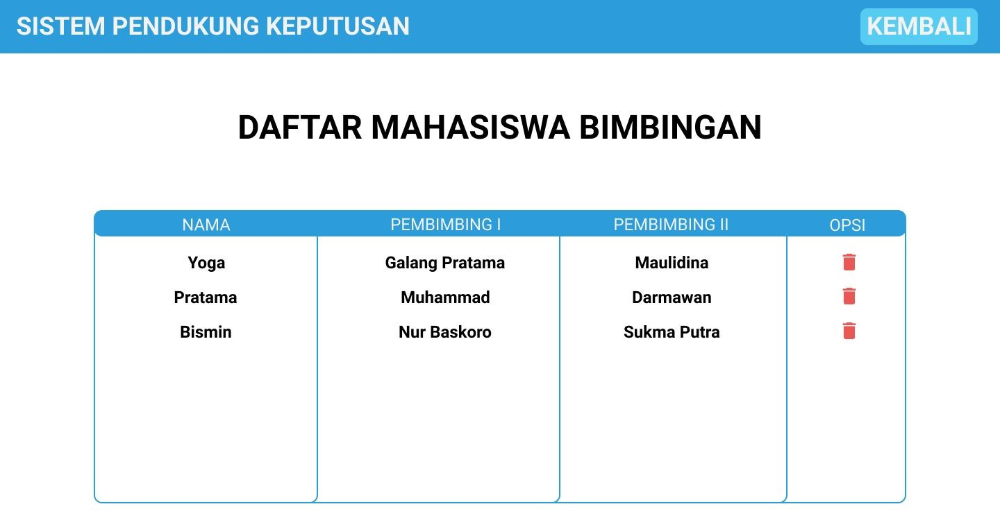 SISTEM PENDUKUNG KEPUTUSAN KEMBALI
DAFTAR MAHASISWA BIMBINGAN
NAMA PEMBIMBING I PEMBIMBING II OPSI
Yoga Galang Pratama Maulidina
Pratama Muhammad Darmawan
Bismin Nur Baskoro Sukma Putra